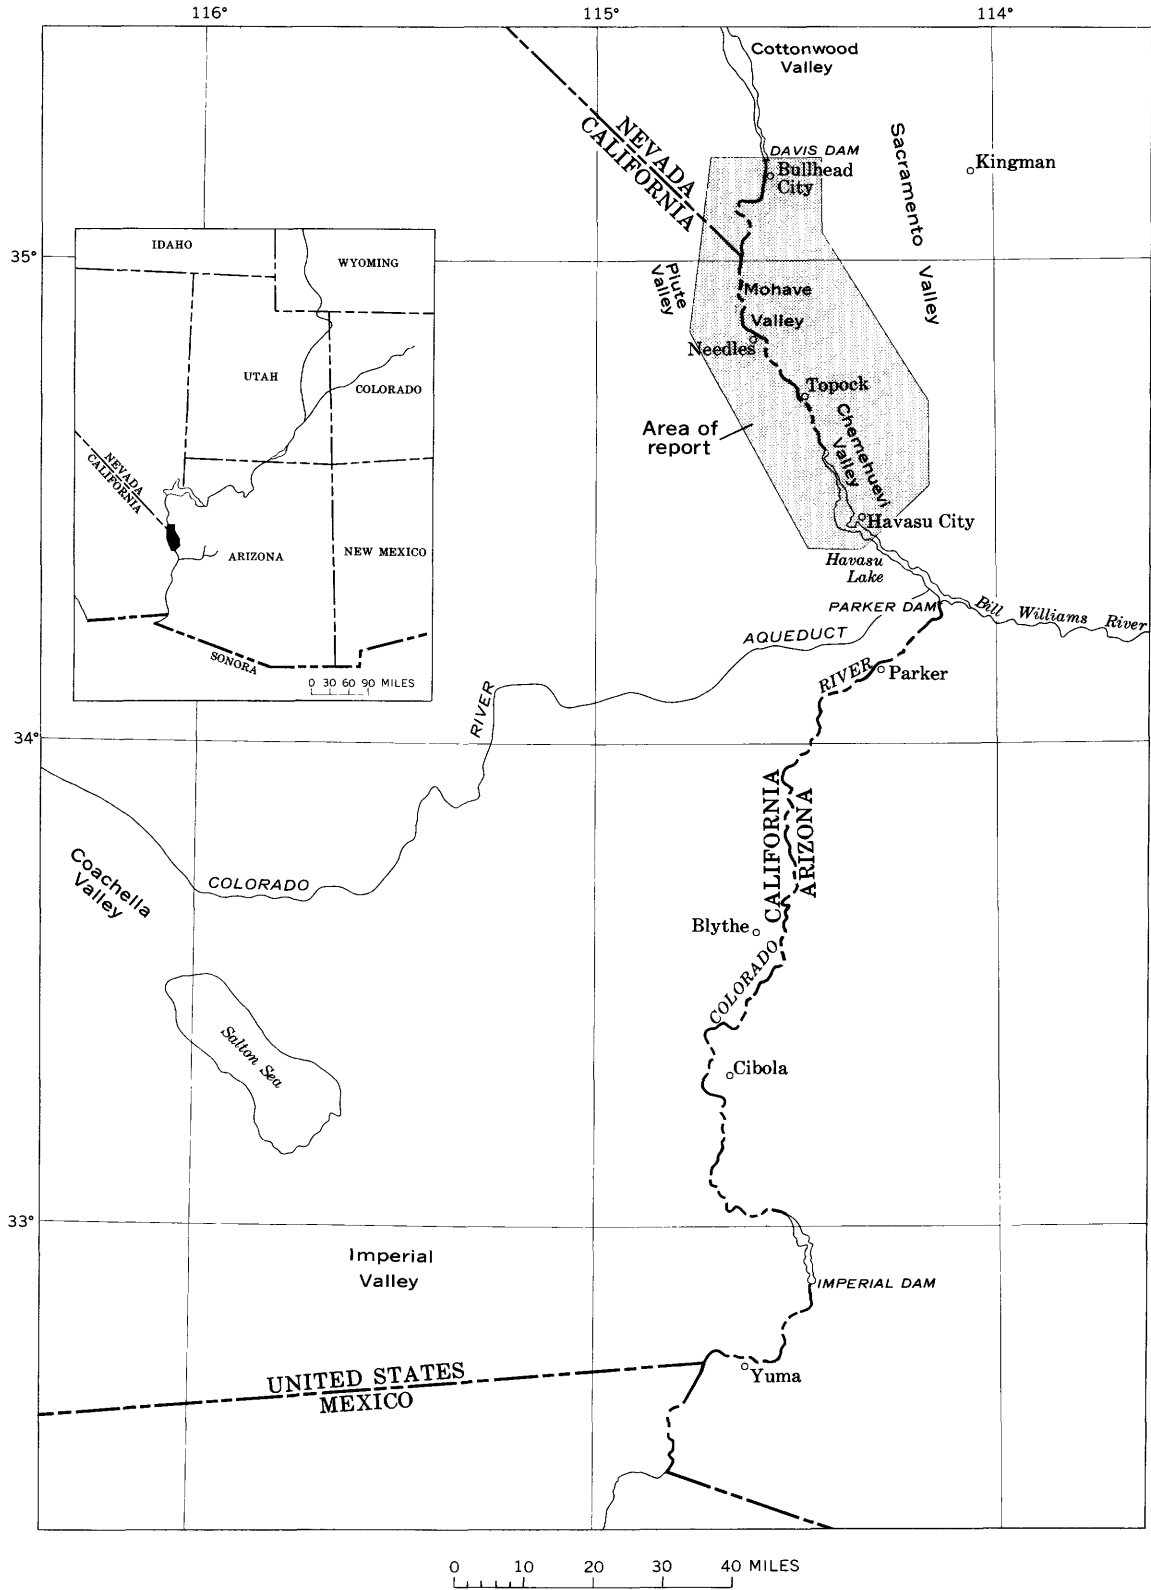 116°
115°
114°
Cottonwood
Valley
NEVADA
CALIFORNIA
DAVIS DAM
Bullhead
City
Sacramento Valley
Kingman
35°
Piute
Valley
Mohave
Valley
Needles
Topock
Area of
report
Chemehuevi
Valley
Havasu City
Havasu
Lake
PARKER DAM
Bill Williams River
AQUEDUCT
RIVER
Parker
RIVER
34°
CALIFORNIA
ARIZONA
COLORADO
Coachella
Valley
Blythe
COLORADO
Salton Sea
Cibola
33°
Imperial
Valley
IMPERIAL DAM
UNITED STATES
MEXICO
Yuma
0 10 20 30 40 MILES
IDAHO
WYOMING
UTAH
COLORADO
NEVADA
CALIFORNIA
ARIZONA
NEW MEXICO
SONORA
0 30 60 90 MILES